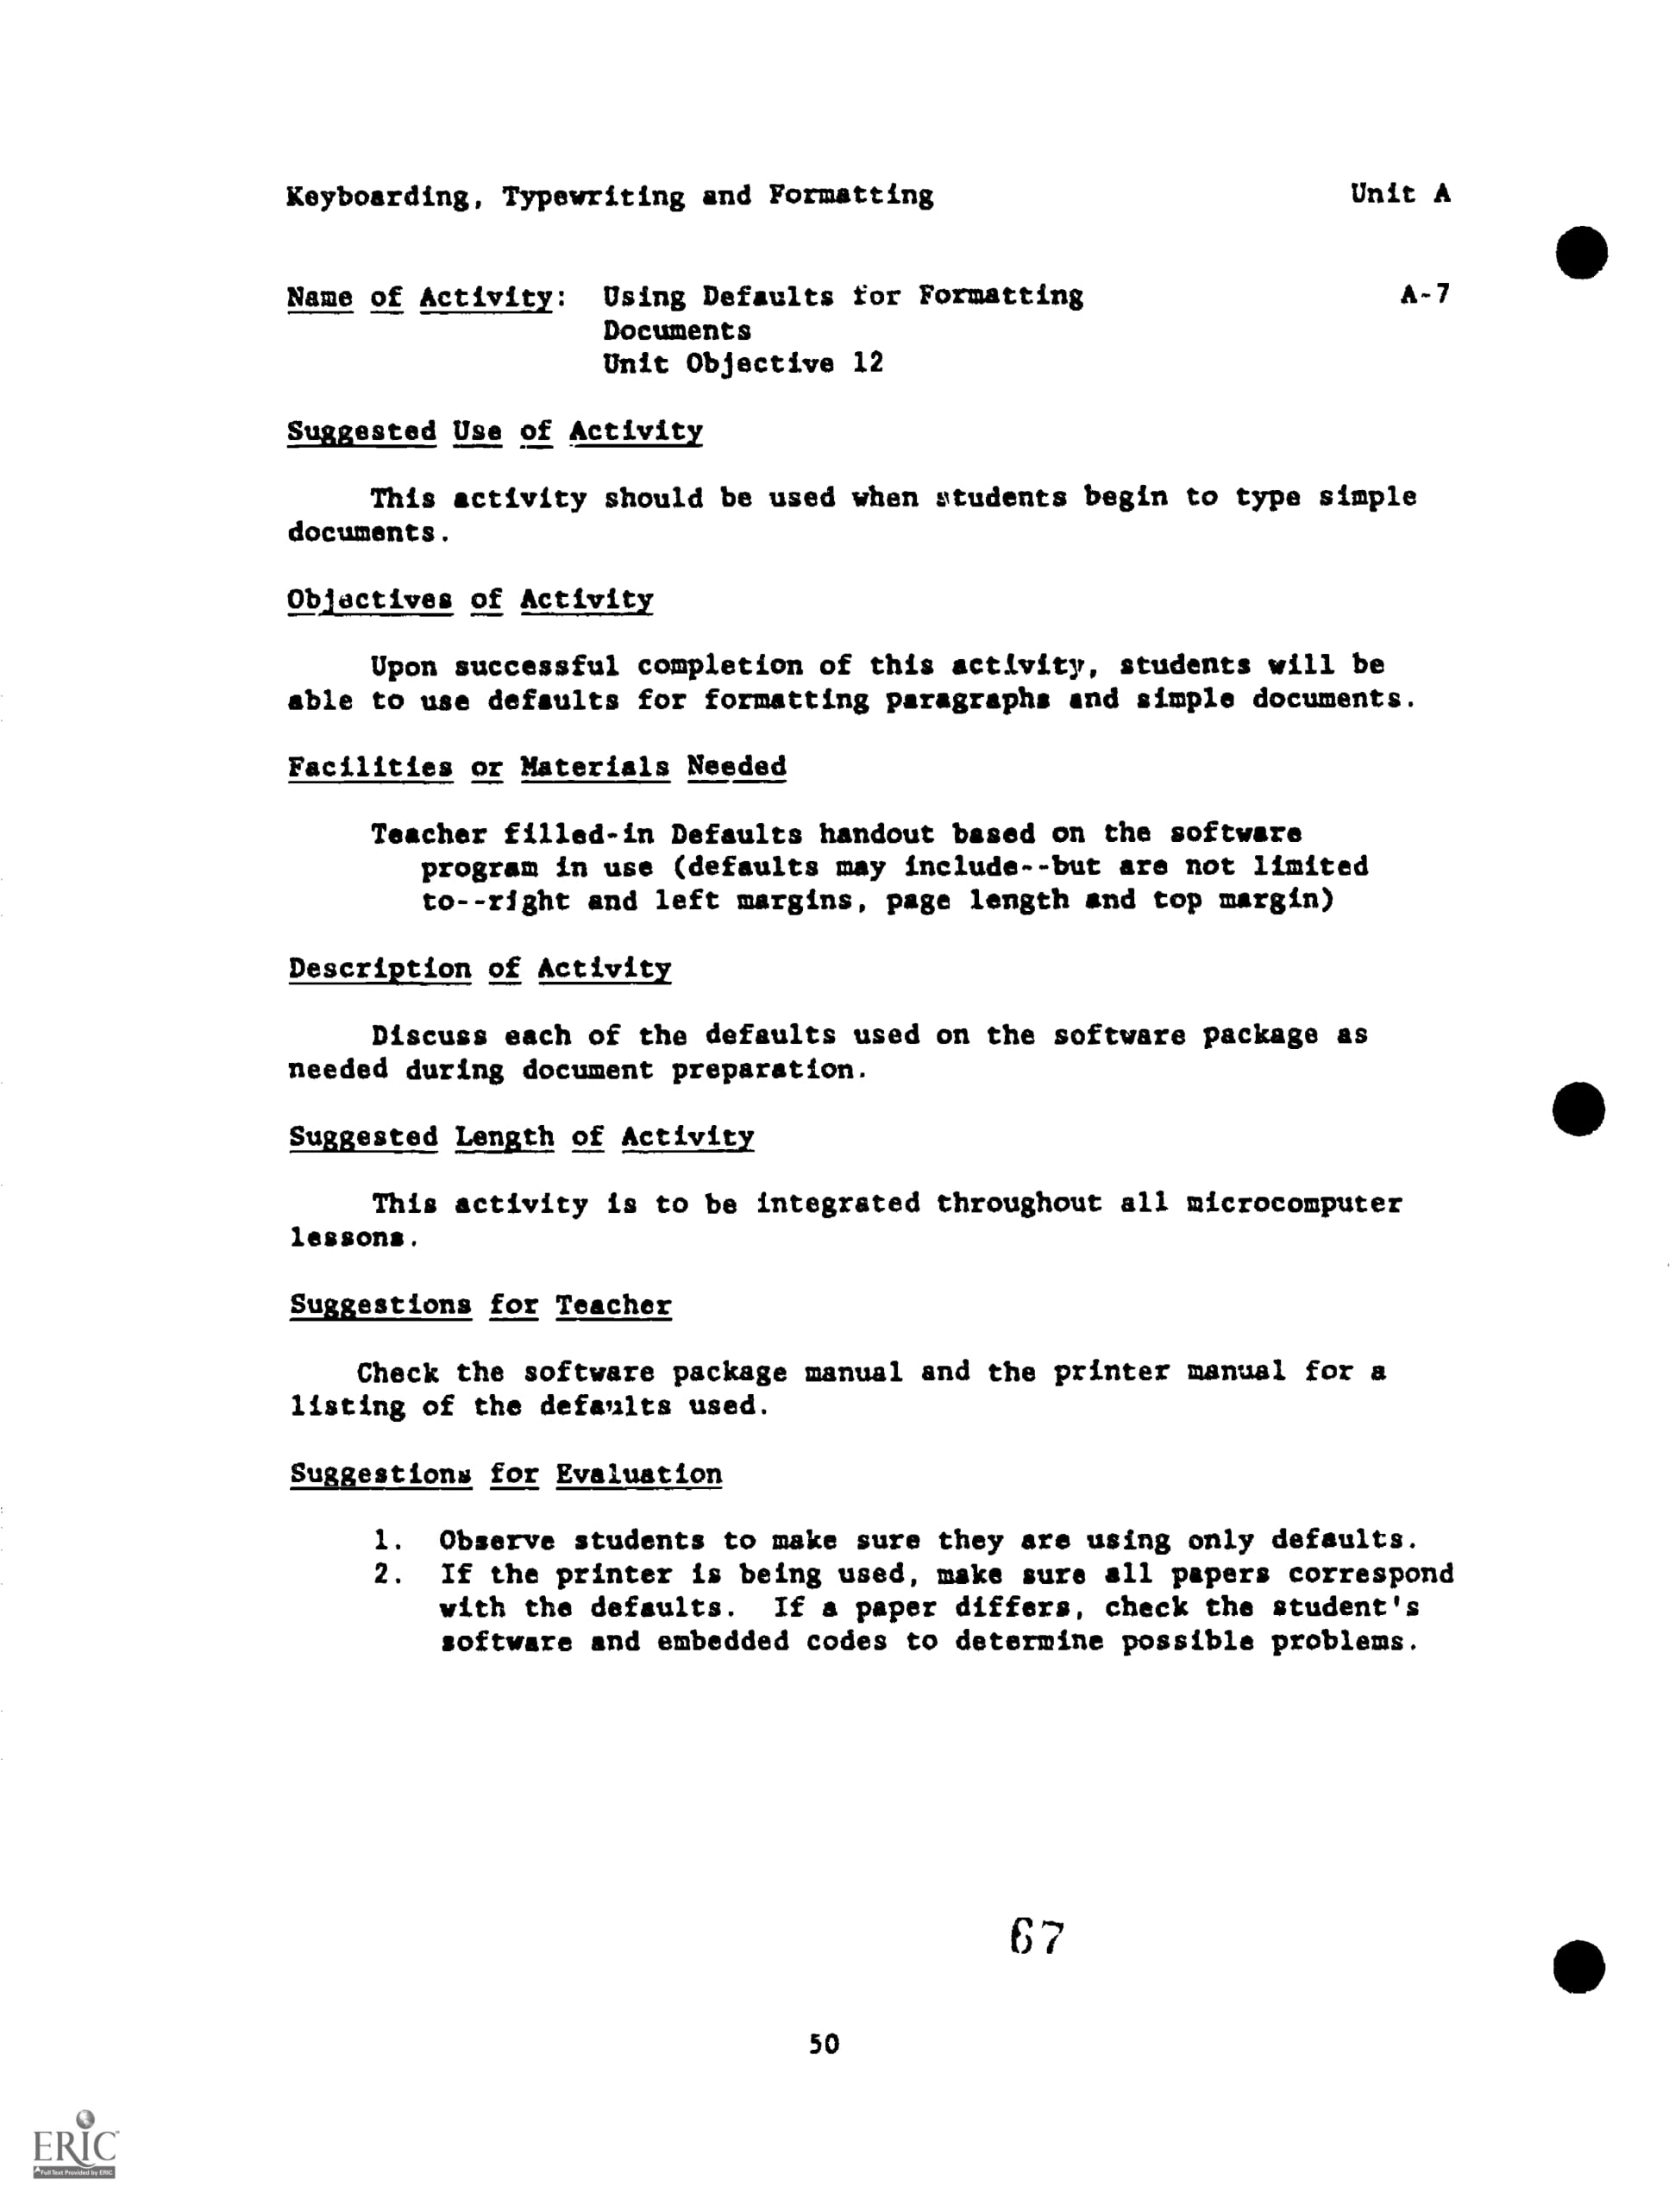 Keyboarding, Typewriting and Formatting Unit A
Name of Activity: Using Defaults for Formatting A-7
Documents
Unit Objective 12
Suggested Use of Activity
This activity should be used when students begin to type simple
documents.
Objectives of Activity
Upon successful completion of this activity, students will be
able to use defaults for formatting paragraphs and simple documents.
Facilities or Materials Needed
Teacher filled-in Defaults handout based on the software
program in use (defaults may include--but are not limited
to--right and left margins, page length and top margin)
Description of Activity
Discuss each of the defaults used on the software package as
needed during document preparation.
Suggested Length of Activity
This activity is to be integrated throughout all microcomputer
lessons.
Suggestions for Teacher
Check the software package manual and the printer manual for a
listing of the defaults used.
Suggestions for Evaluation
1. Observe students to make sure they are using only defaults.
2. If the printer is being used, make sure all papers correspond
with the defaults. If a paper differs, check the student's
software and embedded codes to determine possible problems.
67
50
ERIC
Full Text Provided by ERIC